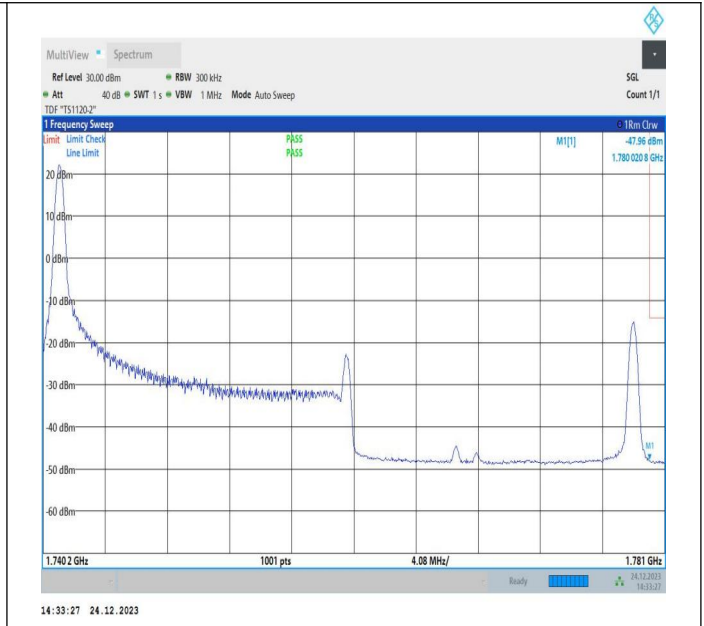 MultiView Spectrum
Ref Level 30.00 dBm RBW 300 kHz SGL
Att 40 dB SWT 1 s VBW 1 MHz Mode Auto Sweep Count 1/1
TDF "TS1120-2"
1 Frequency Sweep 1Rm Clrw
Limit Limit Check PASS M1[1] -47.96 dBm
Line Limit PASS 1.780 020 8 GHz
20 dBm
10 dBm
0 dBm
-10 dBm
-20 dBm
-30 dBm
-40 dBm
M1
-50 dBm
-60 dBm
1.740 2 GHz 1001 pts 4.08 MHz/ 1.781 GHz
Ready 24.12.2023
14:33:27
14:33:27 24.12.2023